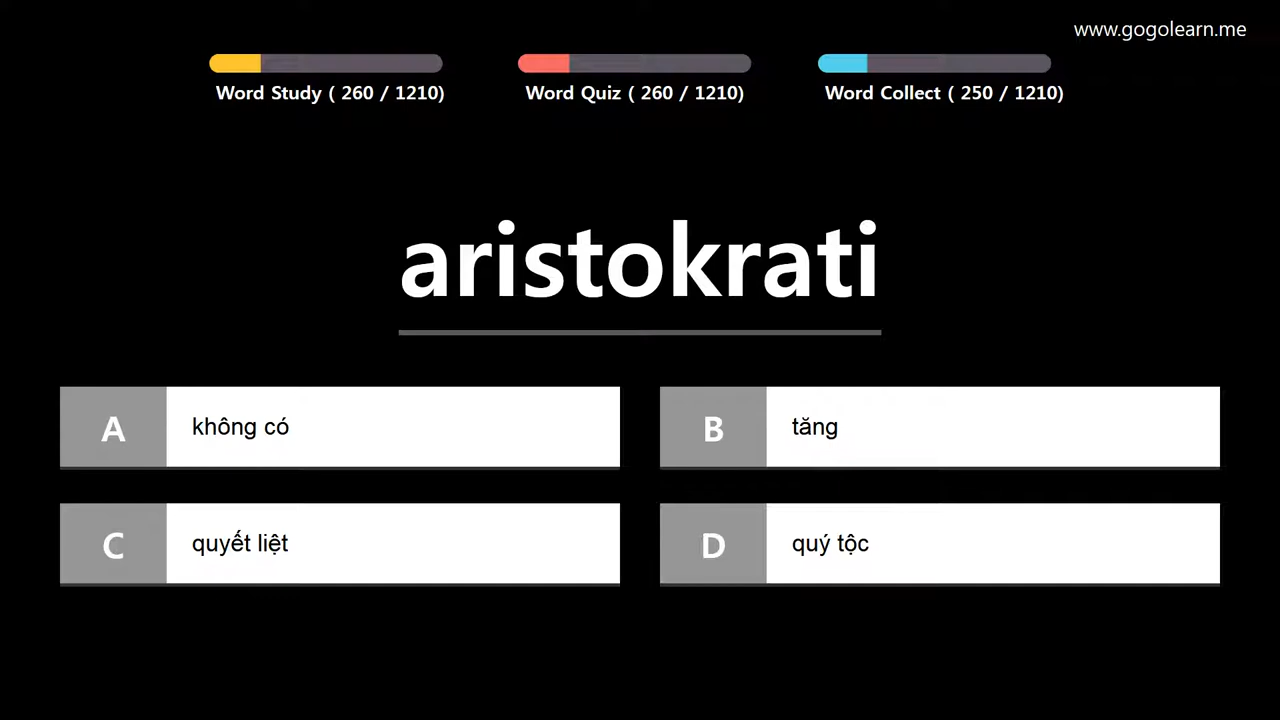 www.gogolearn.me
Word Study ( 260 / 1210)
Word Quiz ( 260 / 1210)
Word Collect ( 250 / 1210)
aristokrati
A không có
B tăng
C quyết liệt
D quý tộc